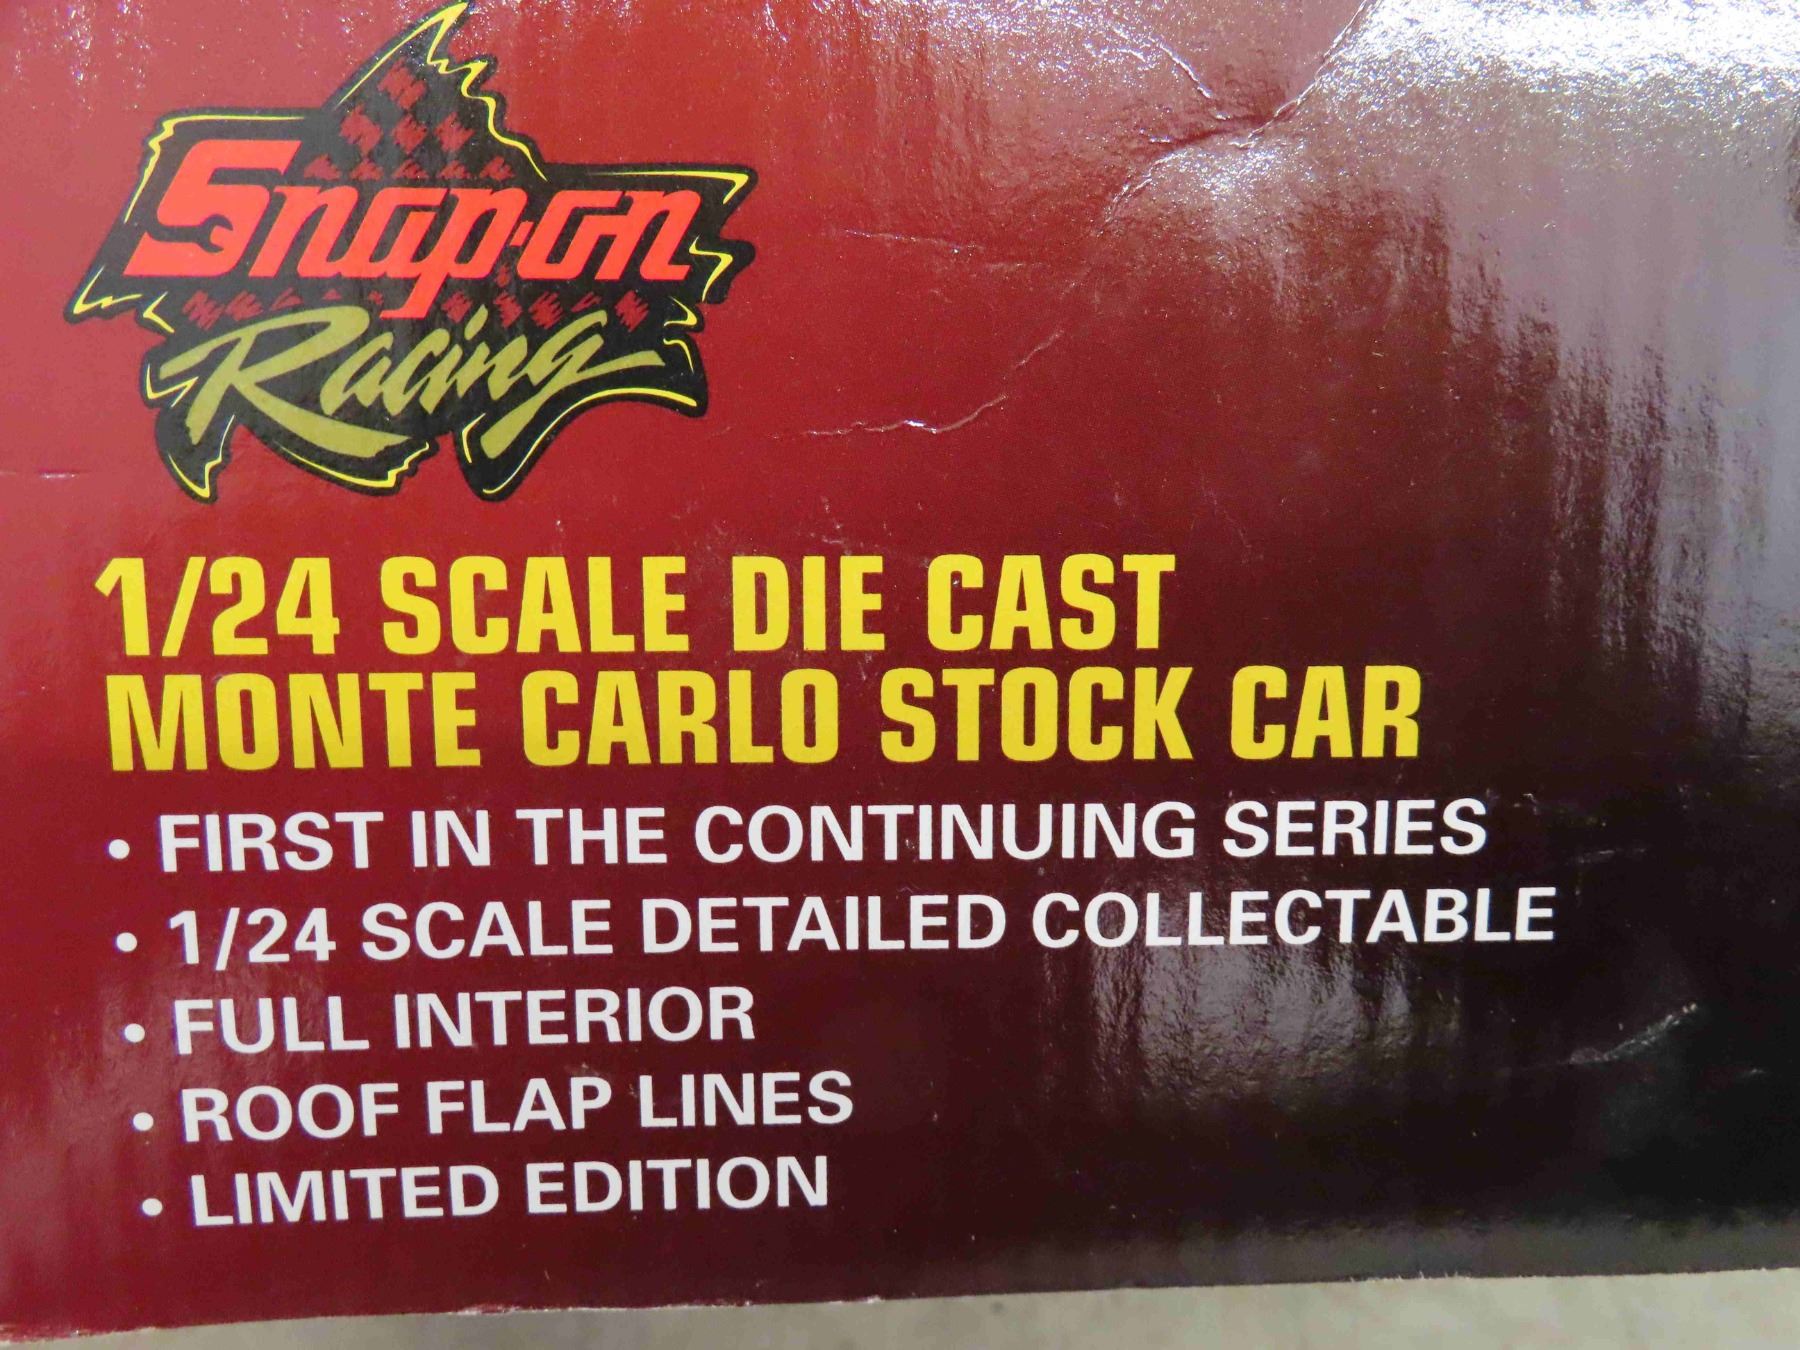 Snap-on
Racing
1/24 SCALE DIE CAST
MONTE CARLO STOCK CAR
• FIRST IN THE CONTINUING SERIES
• 1/24 SCALE DETAILED COLLECTABLE
• FULL INTERIOR
• ROOF FLAP LINES
• LIMITED EDITION